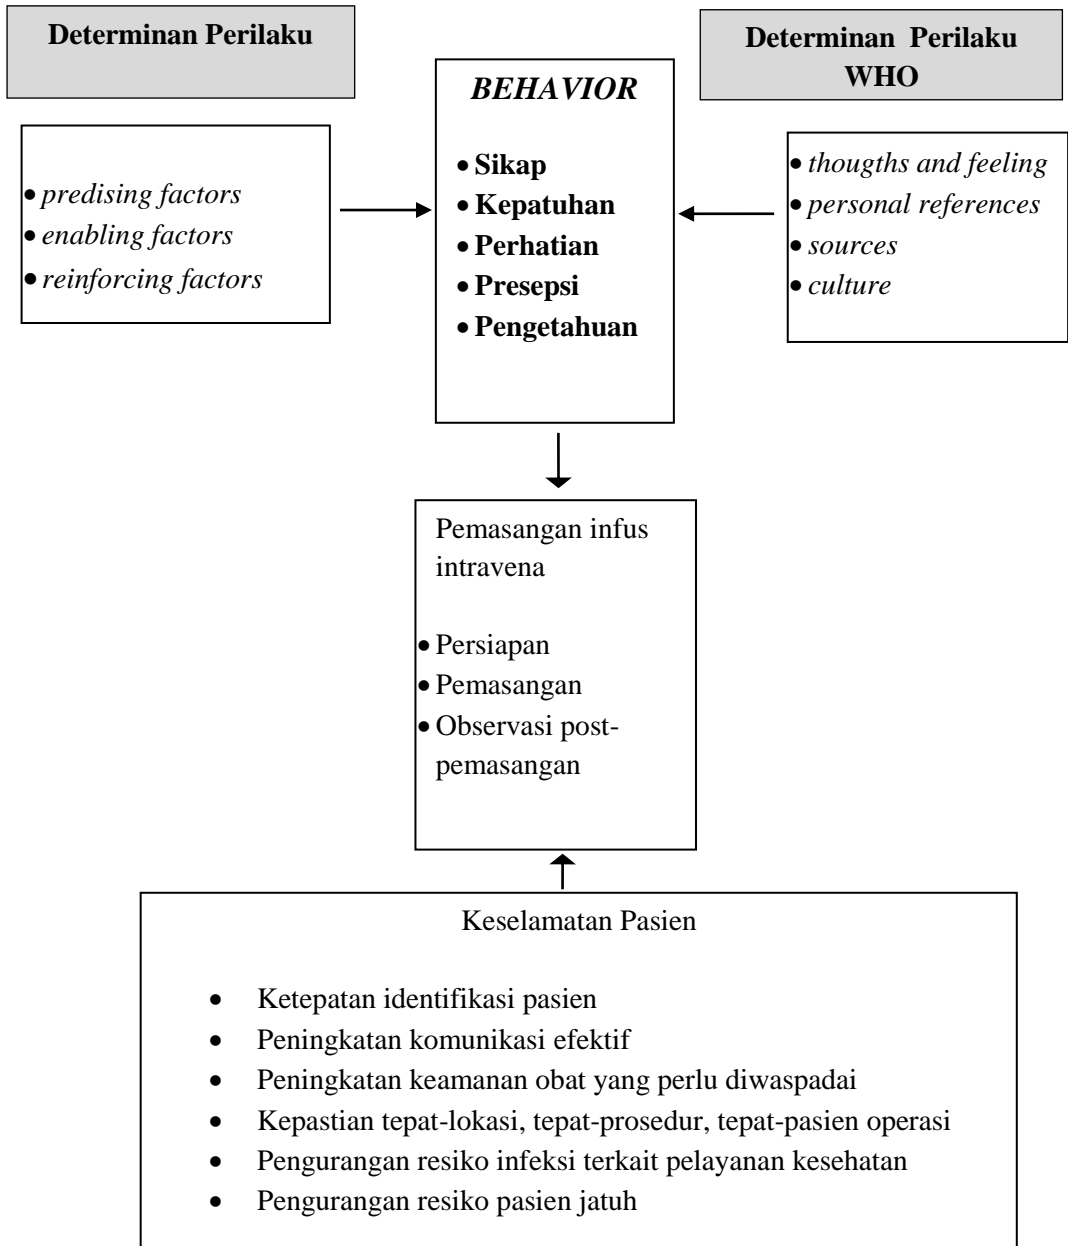 Determinan Perilaku
• predising factors
• enabling factors
• reinforcing factors
BEHAVIOR
• Sikap
• Kepatuhan
• Perhatian
• Presepsi
• Pengetahuan
Determinan Perilaku
WHO
• thougths and feeling
• personal references
• sources
• culture
Pemasangan infus
intravena
• Persiapan
• Pemasangan
• Observasi post-
pemasangan
Keselamatan Pasien
• Ketepatan identifikasi pasien
• Peningkatan komunikasi efektif
• Peningkatan keamanan obat yang perlu diwaspadai
• Kepastian tepat-lokasi, tepat-prosedur, tepat-pasien operasi
• Pengurangan resiko infeksi terkait pelayanan kesehatan
• Pengurangan resiko pasien jatuh